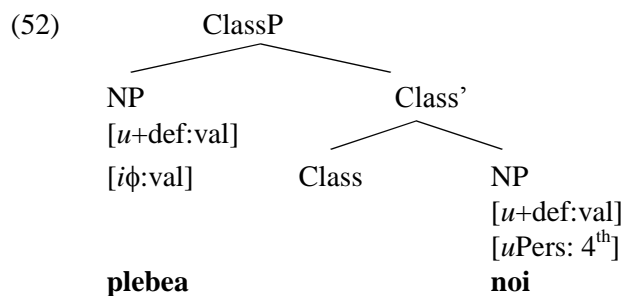 (52) ClassP
NP Class’
[u+def:val]
[iϕ:val] Class NP
[u+def:val]
[uPers: 4th]
plebea noi